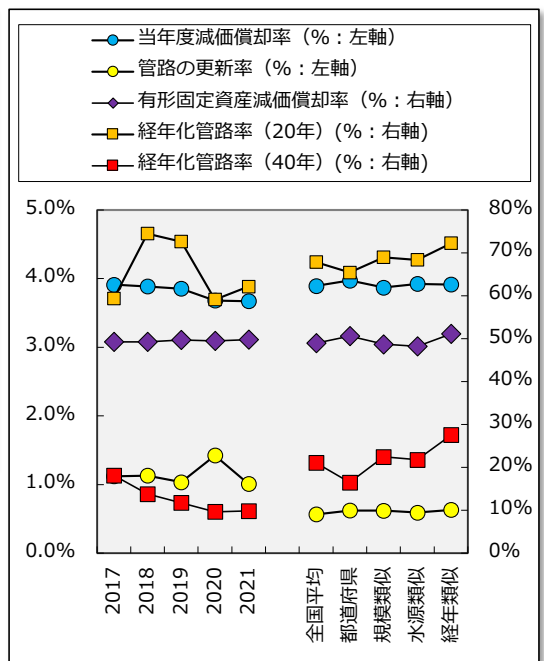 当年度減価償却率（%：左軸）
管路の更新率（%：左軸）
有形固定資産減価償却率（%：右軸）
経年化管路率（20年）(%：右軸)
経年化管路率（40年）(%：右軸)
5.0%
4.0%
3.0%
2.0%
1.0%
0.0%
80%
70%
60%
50%
40%
30%
20%
10%
0%
2017
2018
2019
2020
2021
全国平均
都道府県
規模類似
水源類似
経年類似